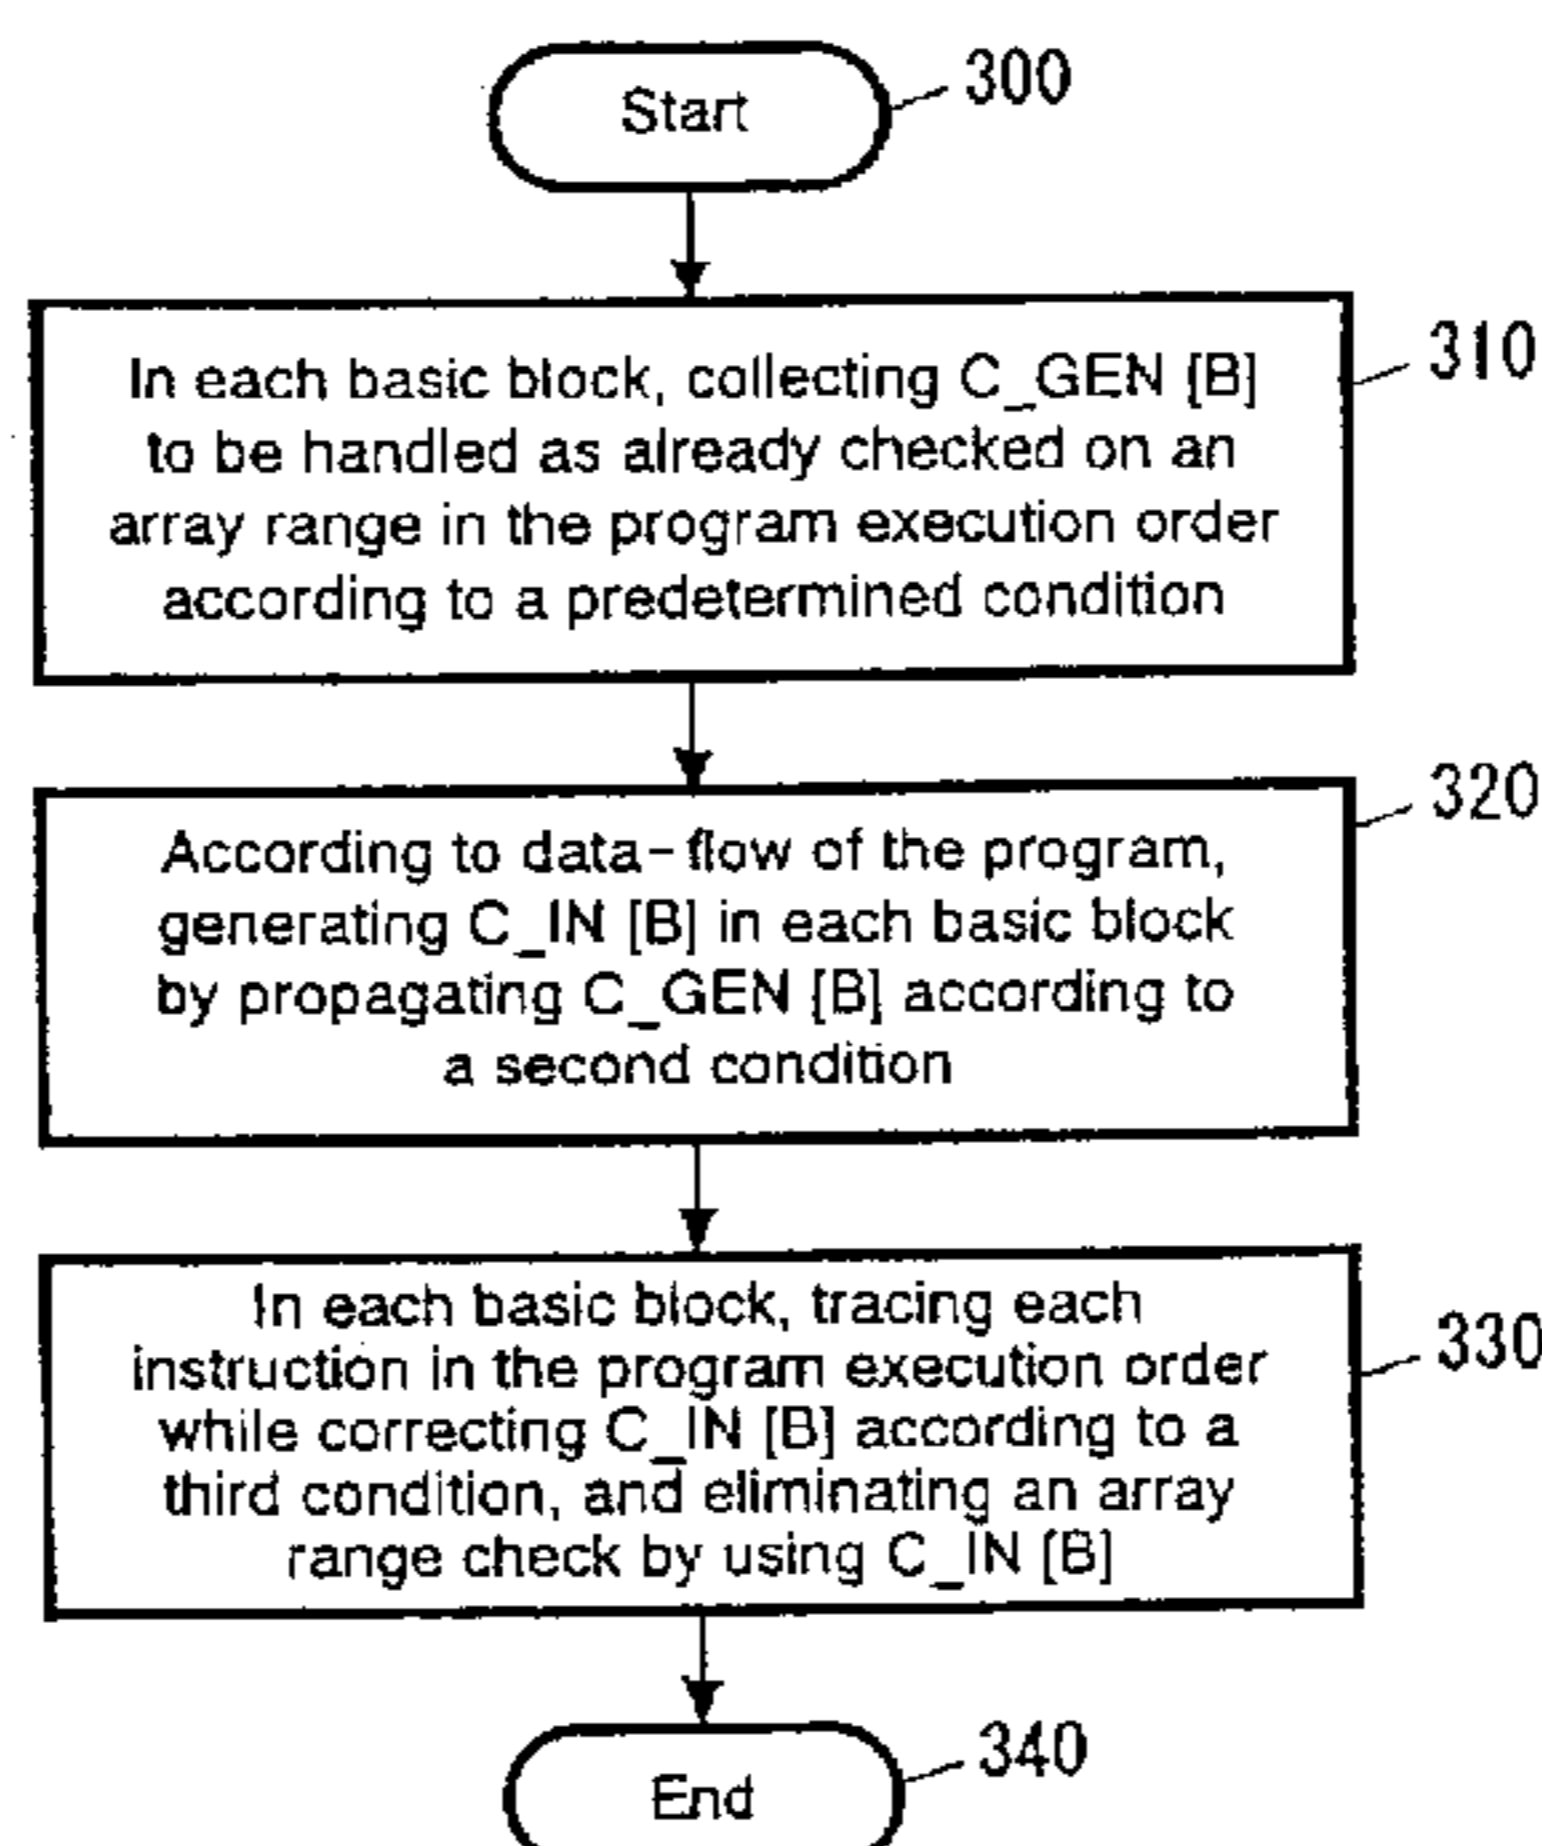 Start
300
In each basic block, collecting C_GEN [B]
to be handled as already checked on an
array range in the program execution order
according to a predetermined condition
310
According to data-flow of the program,
generating C_IN [B] in each basic block
by propagating C_GEN [B] according to
a second condition
320
In each basic block, tracing each
instruction in the program execution order
while correcting C_IN [B] according to a
third condition, and eliminating an array
range check by using C_IN [B]
330
End
340